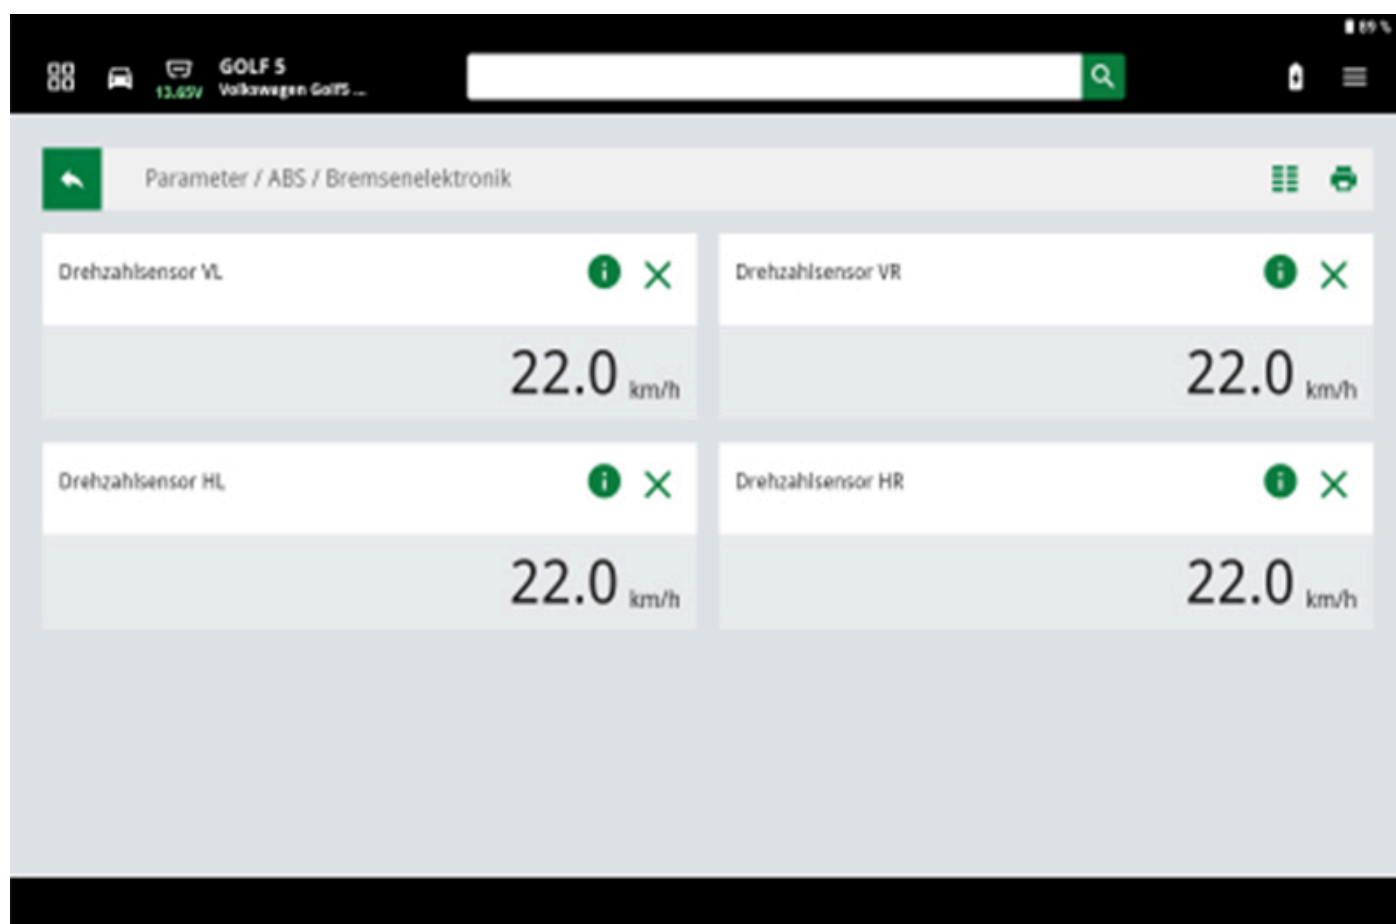 89 %
GOLF 5
13.65V Volkswagen Golf5 ...
Parameter / ABS / Bremsenelektronik
Drehzahlsensor VL
Drehzahlsensor VR
22.0 km/h
22.0 km/h
Drehzahlsensor HL
Drehzahlsensor HR
22.0 km/h
22.0 km/h